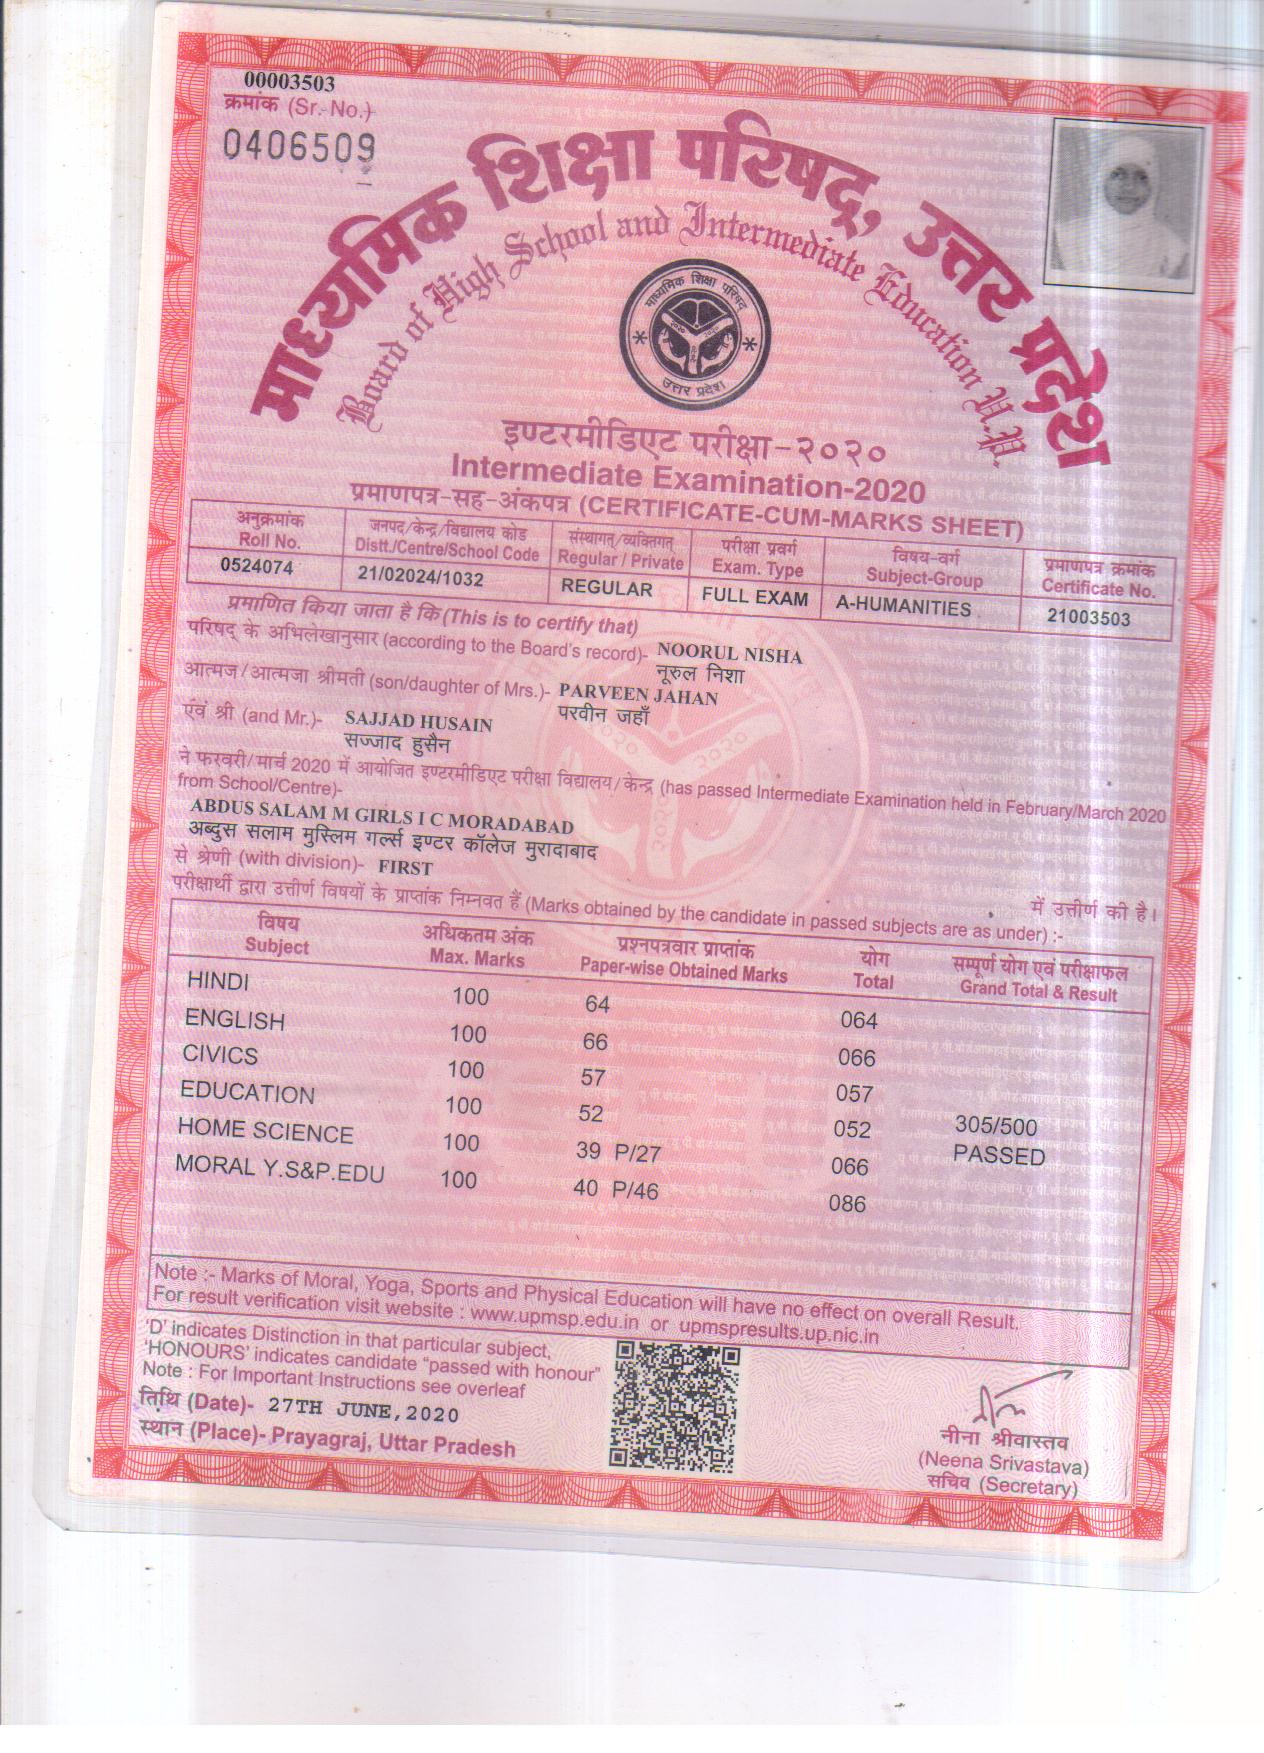 00003503
क्रमांक (Sr. No.)
0406509
माध्यमिक शिक्षा परिषद्, उत्तर प्रदेश
Board of High School and Intermediate Education U.P.
माध्यमिक शिक्षा परिषद्
उत्तर प्रदेश
इण्टरमीडिएट परीक्षा-२०२०
Intermediate Examination-2020
प्रमाणपत्र-सह-अंकपत्र (CERTIFICATE-CUM-MARKS SHEET)
अनुक्रमांक जनपद/केन्द्र/विद्यालय कोड संस्थागत्/व्यक्तिगत् परीक्षा प्रवर्ग विषय-वर्ग प्रमाणपत्र क्रमांक
Roll No. Distt./Centre/School Code Regular / Private Exam. Type Subject-Group Certificate No.
0524074 21/02024/1032 REGULAR FULL EXAM A-HUMANITIES 21003503
प्रमाणित किया जाता है कि (This is to certify that)
परिषद् के अभिलेखानुसार (according to the Board's record)- NOORUL NISHA
नूरुल निशा
आत्मज/आत्मजा श्रीमती (son/daughter of Mrs.)- PARVEEN JAHAN
परवीन जहाँ
एंवं श्री (and Mr.)- SAJJAD HUSAIN
सज्जाद हुसैन
ने फरवरी/मार्च 2020 में आयोजित इण्टरमीडिएट परीक्षा विद्यालय/केन्द्र (has passed Intermediate Examination held in February/March 2020
from School/Centre)-
ABDUS SALAM M GIRLS I C MORADABAD
अब्दुस सलाम मुस्लिम गर्ल्स इण्टर कॉलेज मुरादाबाद
से श्रेणी (with division)- FIRST
में उत्तीर्ण की है।
परीक्षार्थी द्वारा उत्तीर्ण विषयों के प्राप्तांक निम्नवत हैं (Marks obtained by the candidate in passed subjects are as under) :-
विषय अधिकतम अंक प्रश्नपत्रवार प्राप्तांक योग सम्पूर्ण योग एवं परीक्षाफल
Subject Max. Marks Paper-wise Obtained Marks Total Grand Total & Result
HINDI 100 64 064
ENGLISH 100 66 066
CIVICS 100 57 057
EDUCATION 100 52 052 305/500
HOME SCIENCE 100 39 P/27 066 PASSED
MORAL Y.S&P.EDU 100 40 P/46 086
Note :- Marks of Moral, Yoga, Sports and Physical Education will have no effect on overall Result.
For result verification visit website : www.upmsp.edu.in or upmspresults.up.nic.in
'D' indicates Distinction in that particular subject,
'HONOURS' indicates candidate "passed with honour"
Note : For Important Instructions see overleaf
तिथि (Date)- 27TH JUNE,2020
स्थान (Place)- Prayagraj, Uttar Pradesh
नीना श्रीवास्तव
(Neena Srivastava)
सचिव (Secretary)